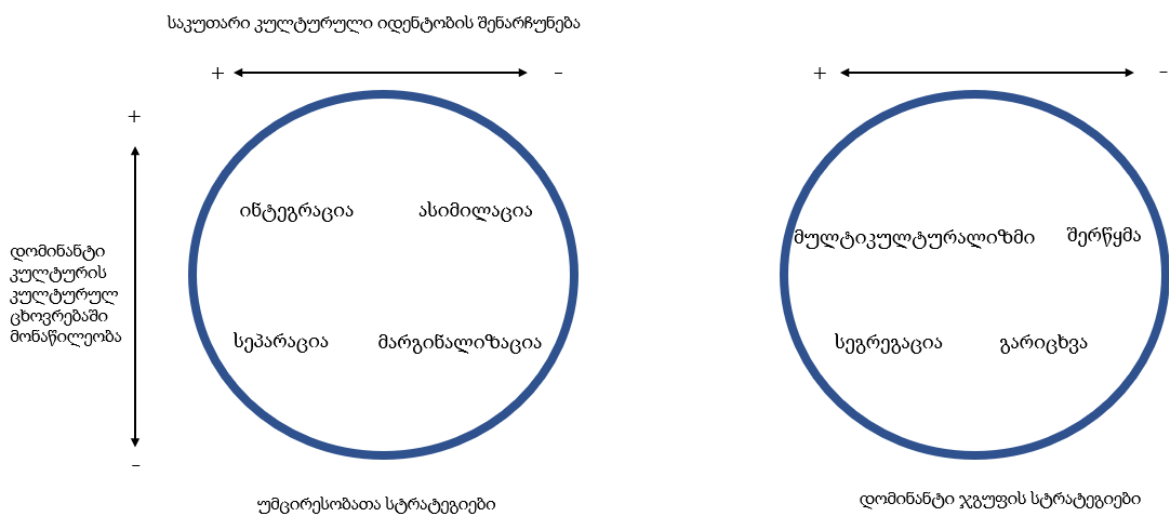 საკუთარი კულტურული იდენტობის შენარჩუნება
+ -
+ -
+
ინტეგრაცია ასიმილაცია
დომინანტი
კულტურის
კულტურულ
ცხოვრებაში
მონაწილეობა
სეპარაცია მარგინალიზაცია
-
უმცირესობათა სტრატეგიები
მულტიკულტურალიზმი შერწყმა
სეგრეგაცია გარიცხვა
დომინანტი ჯგუფის სტრატეგიები